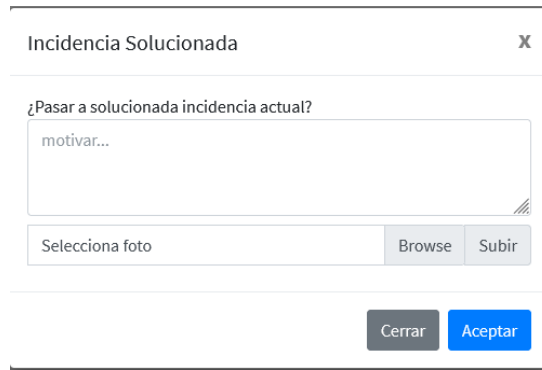 Incidencia Solucionada x
¿Pasar a solucionada incidencia actual?
motivar...
Selecciona foto Browse Subir
Cerrar Aceptar